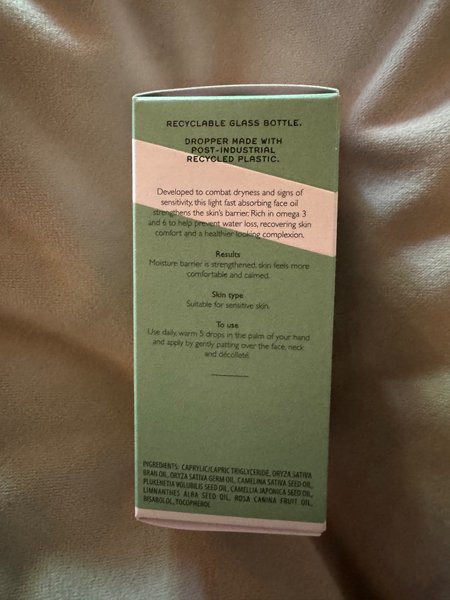 RECYCLABLE GLASS BOTTLE.
DROPPER MADE WITH
POST-INDUSTRIAL
RECYCLED PLASTIC.
Developed to combat dryness and signs of
sensitivity, this light fast absorbing face oil
strengthens the skin's barrier. Rich in omega 3
and 6 to help prevent water loss, recovering skin
comfort and a healthier looking complexion.
Results
Moisture barrier is strengthened, skin feels more
comfortable and calmed.
Skin type
Suitable for sensitive skin.
To use
Use daily, warm 5 drops in the palm of your hand
and apply by gently patting over the face, neck
and décolleté.
INGREDIENTS: CAPRYLIC/CAPRIC TRIGLYCERIDE, ORYZA SATIVA
BRAN OIL, ORYZA SATIVA GERM OIL, CAMELINA SATIVA SEED OIL,
PLUKENETIA VOLUBILIS SEED OIL, CAMELLIA JAPONICA SEED OIL,
LIMNANTHES ALBA SEED OIL, ROSA CANINA FRUIT OIL,
BISABOLOL, TOCOPHEROL